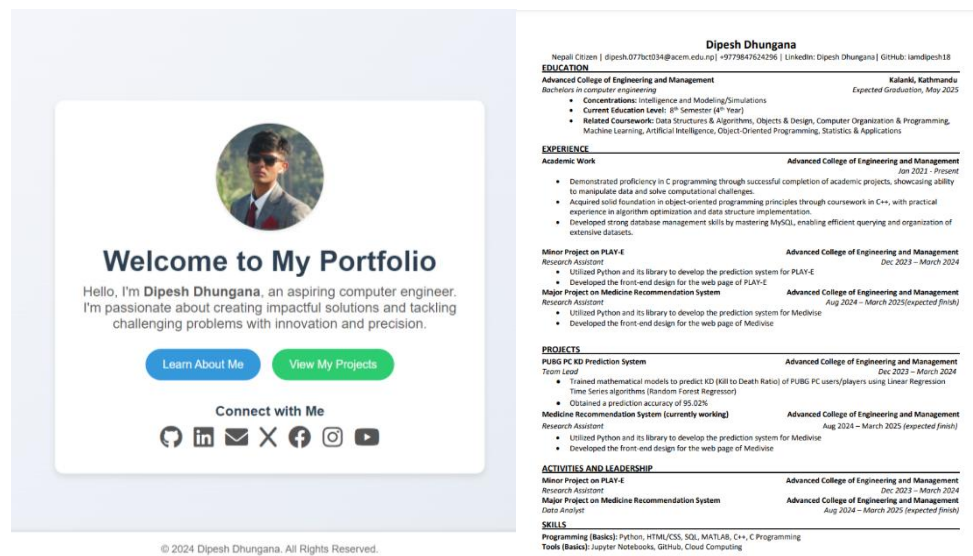 Welcome to My Portfolio
Hello, I'm Dipesh Dhungana, an aspiring computer engineer.
I'm passionate about creating impactful solutions and tackling
challenging problems with innovation and precision.
Learn About Me
View My Projects
Connect with Me
© 2024 Dipesh Dhungana. All Rights Reserved.
Dipesh Dhungana
Nepali Citizen | dipesh.077bct034@acem.edu.np| +9779847624296 | LinkedIn: Dipesh Dhungana| GitHub: iamdipesh18
EDUCATION
Advanced College of Engineering and Management Kalanki, Kathmandu
Bachelors in computer engineering Expected Graduation, May 2025
• Concentrations: Intelligence and Modeling/Simulations
• Current Education Level: 8th Semester (4th Year)
• Related Coursework: Data Structures & Algorithms, Objects & Design, Computer Organization & Programming,
Machine Learning, Artificial Intelligence, Object-Oriented Programming, Statistics & Applications
EXPERIENCE
Academic Work Advanced College of Engineering and Management
Jan 2021 - Present
• Demonstrated proficiency in C programming through successful completion of academic projects, showcasing ability
to manipulate data and solve computational challenges.
• Acquired solid foundation in object-oriented programming principles through coursework in C++, with practical
experience in algorithm optimization and data structure implementation.
• Developed strong database management skills by mastering MySQL, enabling efficient querying and organization of
extensive datasets.
Minor Project on PLAY-E Advanced College of Engineering and Management
Research Assistant Dec 2023 – March 2024
• Utilized Python and its library to develop the prediction system for PLAY-E
• Developed the front-end design for the web page of PLAY-E
Major Project on Medicine Recommendation System Advanced College of Engineering and Management
Research Assistant Aug 2024 – March 2025(expected finish)
• Utilized Python and its library to develop the prediction system for Medivise
• Developed the front-end design for the web page of Medivise
PROJECTS
PUBG PC KD Prediction System Advanced College of Engineering and Management
Team Lead Dec 2023 – March 2024
• Trained mathematical models to predict KD (Kill to Death Ratio) of PUBG PC users/players using Linear Regression
Time Series algorithms (Random Forest Regressor)
• Obtained a prediction accuracy of 95.02%
Medicine Recommendation System (currently working) Advanced College of Engineering and Management
Research Assistant Aug 2024 – March 2025 (expected finish)
• Utilized Python and its library to develop the prediction system for Medivise
• Developed the front-end design for the web page of Medivise
ACTIVITIES AND LEADERSHIP
Minor Project on PLAY-E Advanced College of Engineering and Management
Research Assistant Dec 2023 – March 2024
Major Project on Medicine Recommendation System Advanced College of Engineering and Management
Data Analyst Aug 2024 – March 2025 (expected finish)
SKILLS
Programming (Basics): Python, HTML/CSS, SQL, MATLAB, C++, C Programming
Tools (Basics): Jupyter Notebooks, GitHub, Cloud Computing